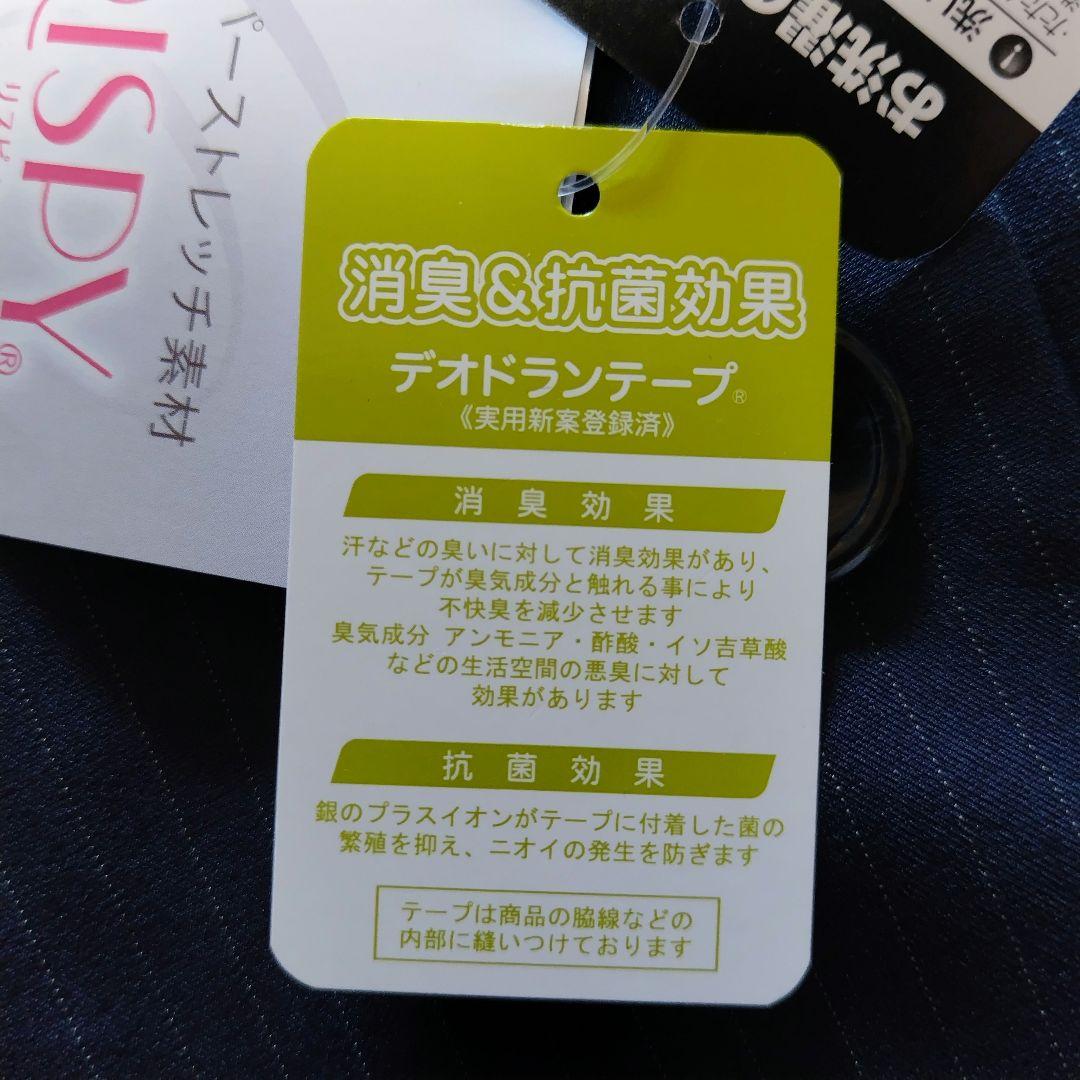 パーストレッチ素材
ISPY®
お洗濯の
消臭&抗菌効果
デオドランテープ®
《実用新案登録済》
消臭効果
汗などの臭いに対して消臭効果があり、
テープが臭気成分と触れる事により
不快臭を減少させます
臭気成分 アンモニア・酢酸・イソ吉草酸
などの生活空間の悪臭に対して
効果があります
抗菌効果
銀のプラスイオンがテープに付着した菌の
繁殖を抑え、ニオイの発生を防ぎます
テープは商品の脇線などの
内部に縫いつけております